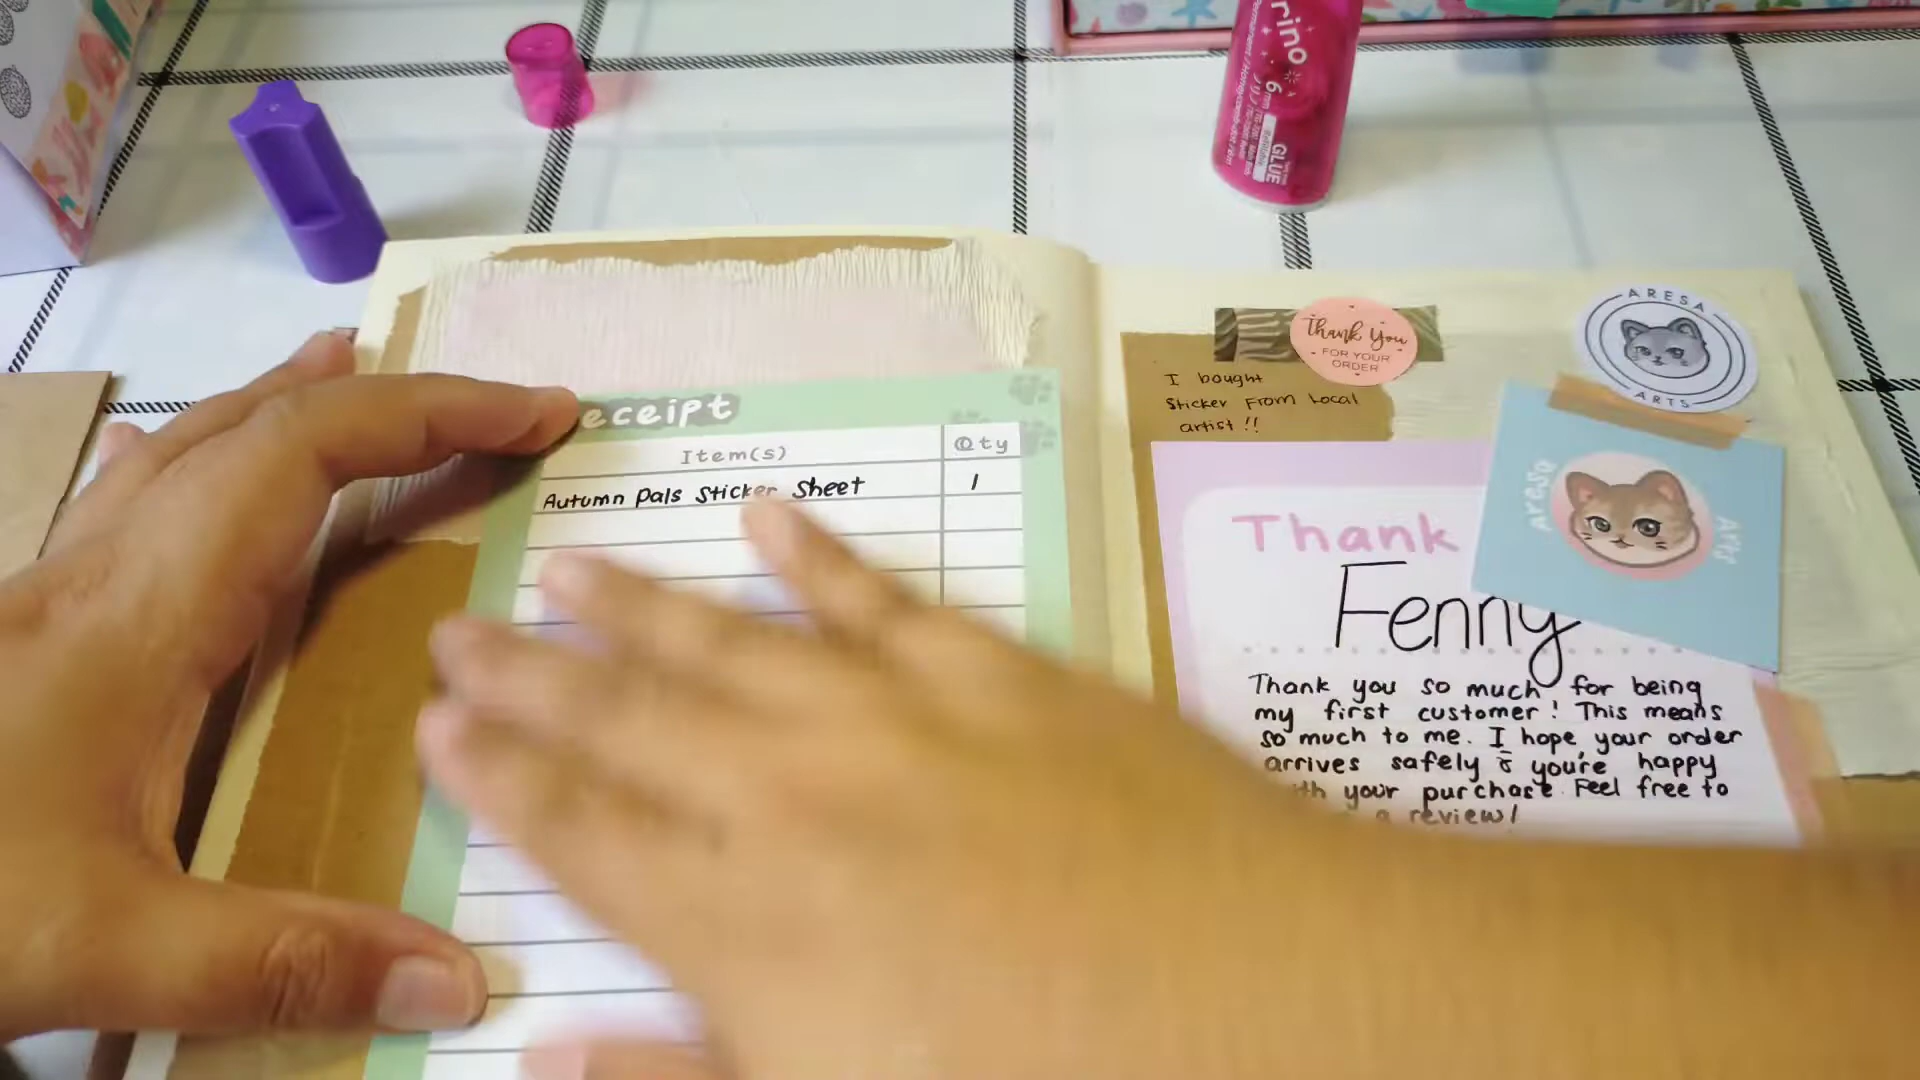 eceipt
Item(s)
Qty
Autumn pals Sticker Sheet
1
rino
6mm
GLUE
Thank You
FOR YOUR
ORDER
I bought
Sticker From Local
artist !!
ARESA
ARTS
Aresa
Arts
Thank
Fenny
Thank you so much for being
my first customer! This means
so much to me. I hope your order
arrives safely & you're happy
your purchase. Feel free to
a review!